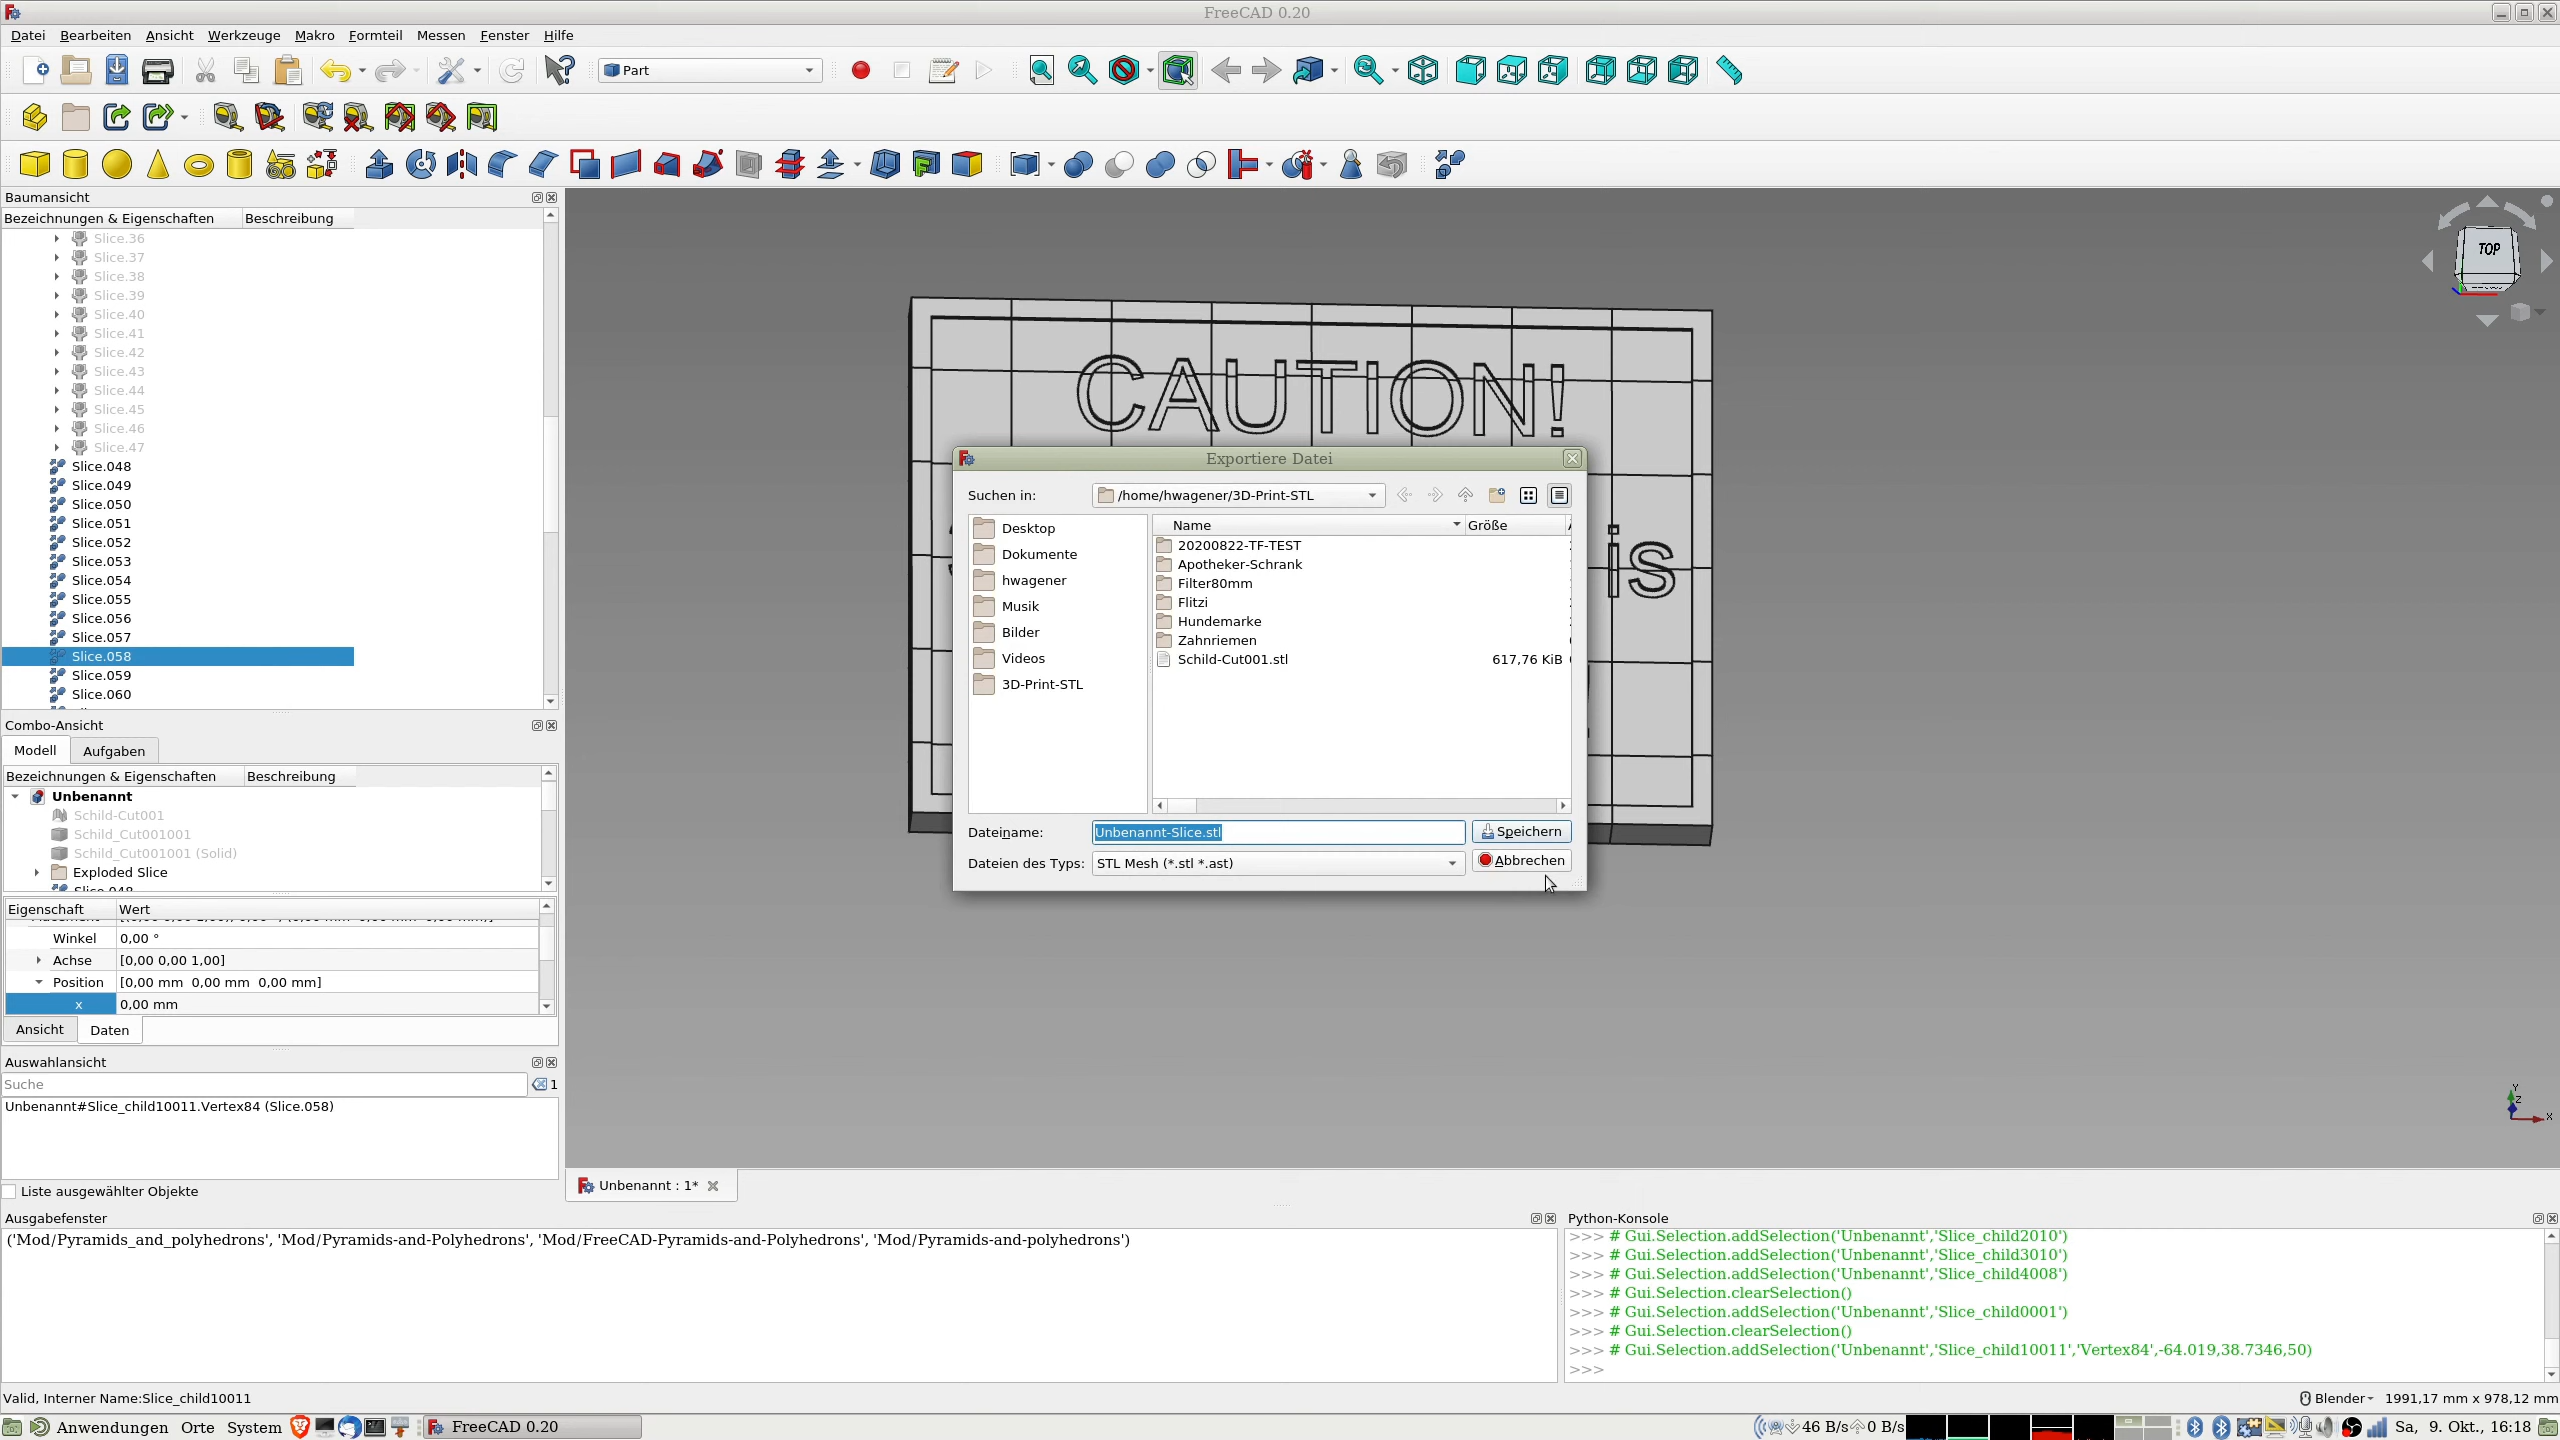 FreeCAD 0.20
Datei Bearbeiten Ansicht Werkzeuge Makro Formteil Messen Fenster Hilfe
Part
Baumansicht
Bezeichnungen & Eigenschaften Beschreibung
Slice.36
Slice.37
Slice.38
Slice.39
Slice.40
Slice.41
Slice.42
Slice.43
Slice.44
Slice.45
Slice.46
Slice.47
Slice.048
Slice.049
Slice.050
Slice.051
Slice.052
Slice.053
Slice.054
Slice.055
Slice.056
Slice.057
Slice.058
Slice.059
Slice.060
Combo-Ansicht
Modell Aufgaben
Bezeichnungen & Eigenschaften Beschreibung
Unbenannt
Schild-Cut001
Schild_Cut001001
Schild_Cut001001 (Solid)
Exploded Slice
Slice.048
Eigenschaft Wert
Winkel 0,00 °
Achse [0,00 0,00 1,00]
Position [0,00 mm 0,00 mm 0,00 mm]
x 0,00 mm
Ansicht Daten
Auswahlansicht
Suche 1
Unbenannt#Slice_child10011.Vertex84 (Slice.058)
Liste ausgewählter Objekte
TOP
CAUTION!
is
Exportiere Datei
Suchen in: /home/hwagener/3D-Print-STL
Desktop
Dokumente
hwagener
Musik
Bilder
Videos
3D-Print-STL
Name Größe
20200822-TF-TEST
Apotheker-Schrank
Filter80mm
Flitzi
Hundemarke
Zahnriemen
Schild-Cut001.stl 617,76 KiB
Dateiname: Unbenannt-Slice.stl Speichern
Dateien des Typs: STL Mesh (*.stl *.ast) Abbrechen
Y
Z
X
Unbenannt : 1*
Ausgabefenster
('Mod/Pyramids_and_polyhedrons', 'Mod/Pyramids-and-Polyhedrons', 'Mod/FreeCAD-Pyramids-and-Polyhedrons', 'Mod/Pyramids-and-polyhedrons')
Python-Konsole
>>> # Gui.Selection.addSelection('Unbenannt','Slice_child2010')
>>> # Gui.Selection.addSelection('Unbenannt','Slice_child3010')
>>> # Gui.Selection.addSelection('Unbenannt','Slice_child4008')
>>> # Gui.Selection.clearSelection()
>>> # Gui.Selection.addSelection('Unbenannt','Slice_child0001')
>>> # Gui.Selection.clearSelection()
>>> # Gui.Selection.addSelection('Unbenannt','Slice_child10011','Vertex84',-64.019,38.7346,50)
>>>
Valid, Interner Name:Slice_child10011
Blender 1991,17 mm x 978,12 mm
Anwendungen Orte System FreeCAD 0.20 46 B/s 0 B/s Sa, 9. Okt., 16:18